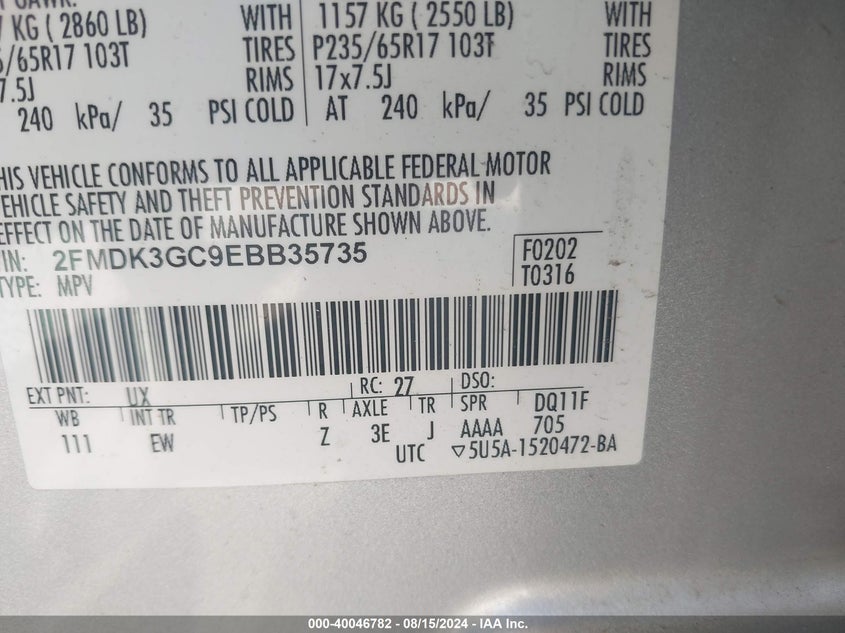 KG ( 2860 LB) WITH 1157 KG ( 2550 LB) WITH
/65R17 103T TIRES P235/65R17 103T TIRES
7.5J RIMS 17x7.5J RIMS
240 kPa/ 35 PSI COLD AT 240 kPa/ 35 PSI COLD
HIS VEHICLE CONFORMS TO ALL APPLICABLE FEDERAL MOTOR
EHICLE SAFETY AND THEFT PREVENTION STANDARDS IN
EFFECT ON THE DATE OF MANUFACTURE SHOWN ABOVE.
IN: 2FMDK3GC9EBB35735 F0202
TYPE: MPV T0316
EXT PNT: UX RC: 27 DSO:
WB INT TR TP/PS R AXLE TR SPR DQ11F
111 EW Z 3E J AAAA 705
UTC ▽5U5A-1520472-BA
000-40046782 - 08/15/2024 - IAA Inc.